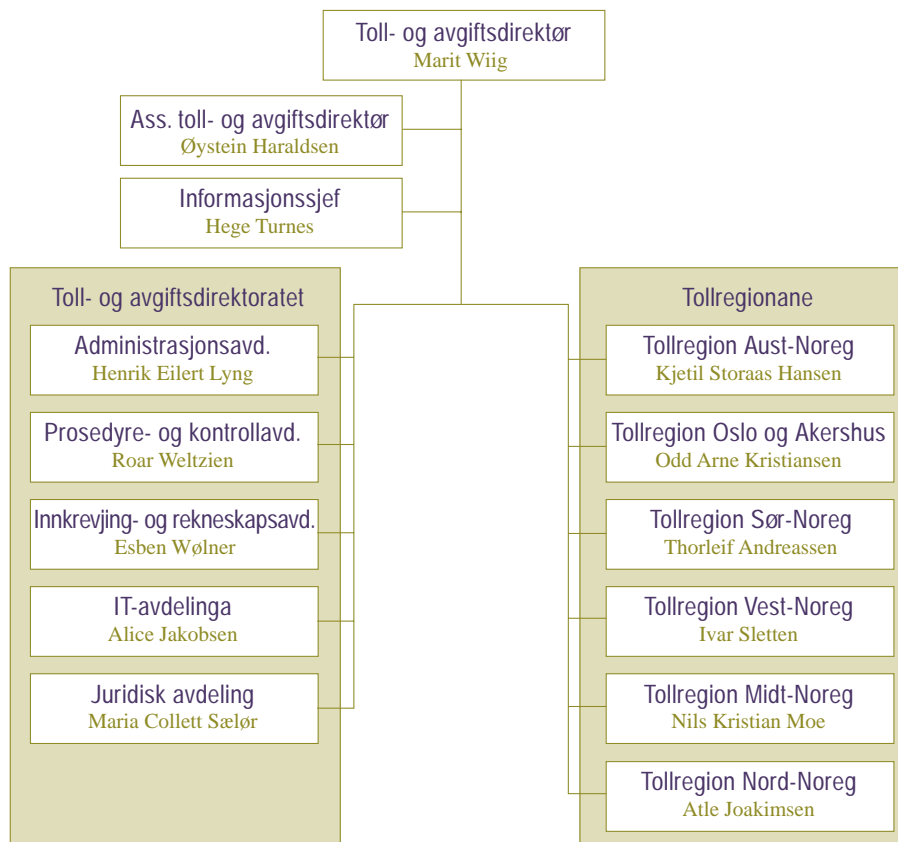 Toll- og avgiftsdirektør
Marit Wiig
Ass. toll- og avgiftsdirektør
Øystein Haraldsen
Informasjonssjef
Hege Turnes
Toll- og avgiftsdirektoratet
Administrasjonsavd.
Henrik Eilert Lyng
Prosedyre- og kontrollavd.
Roar Weltzien
Innkrevjing- og rekneskapsavd.
Esben Wølner
IT-avdelinga
Alice Jakobsen
Juridisk avdeling
Maria Collett Sælør
Tollregionane
Tollregion Aust-Noreg
Kjetil Storaas Hansen
Tollregion Oslo og Akershus
Odd Arne Kristiansen
Tollregion Sør-Noreg
Thorleif Andreassen
Tollregion Vest-Noreg
Ivar Sletten
Tollregion Midt-Noreg
Nils Kristian Moe
Tollregion Nord-Noreg
Atle Joakimsen